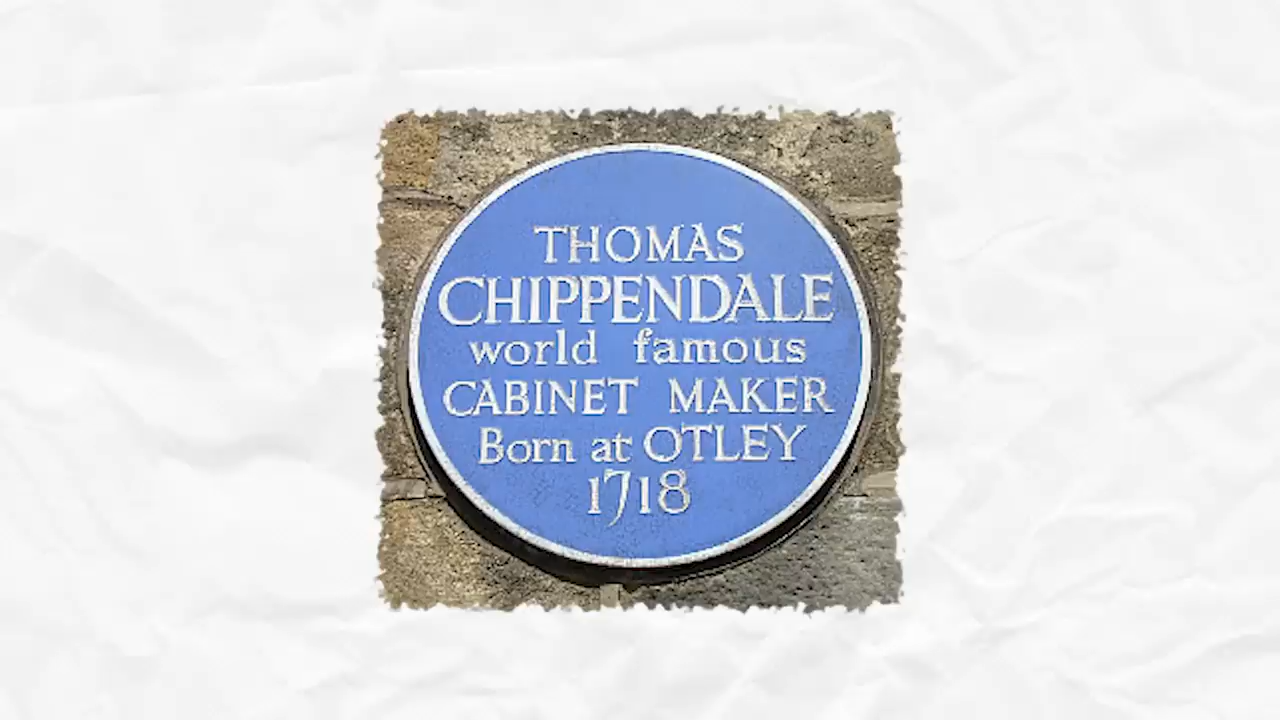 THOMAS
CHIPPENDALE
world famous
CABINET MAKER
Born at OTLEY
1718